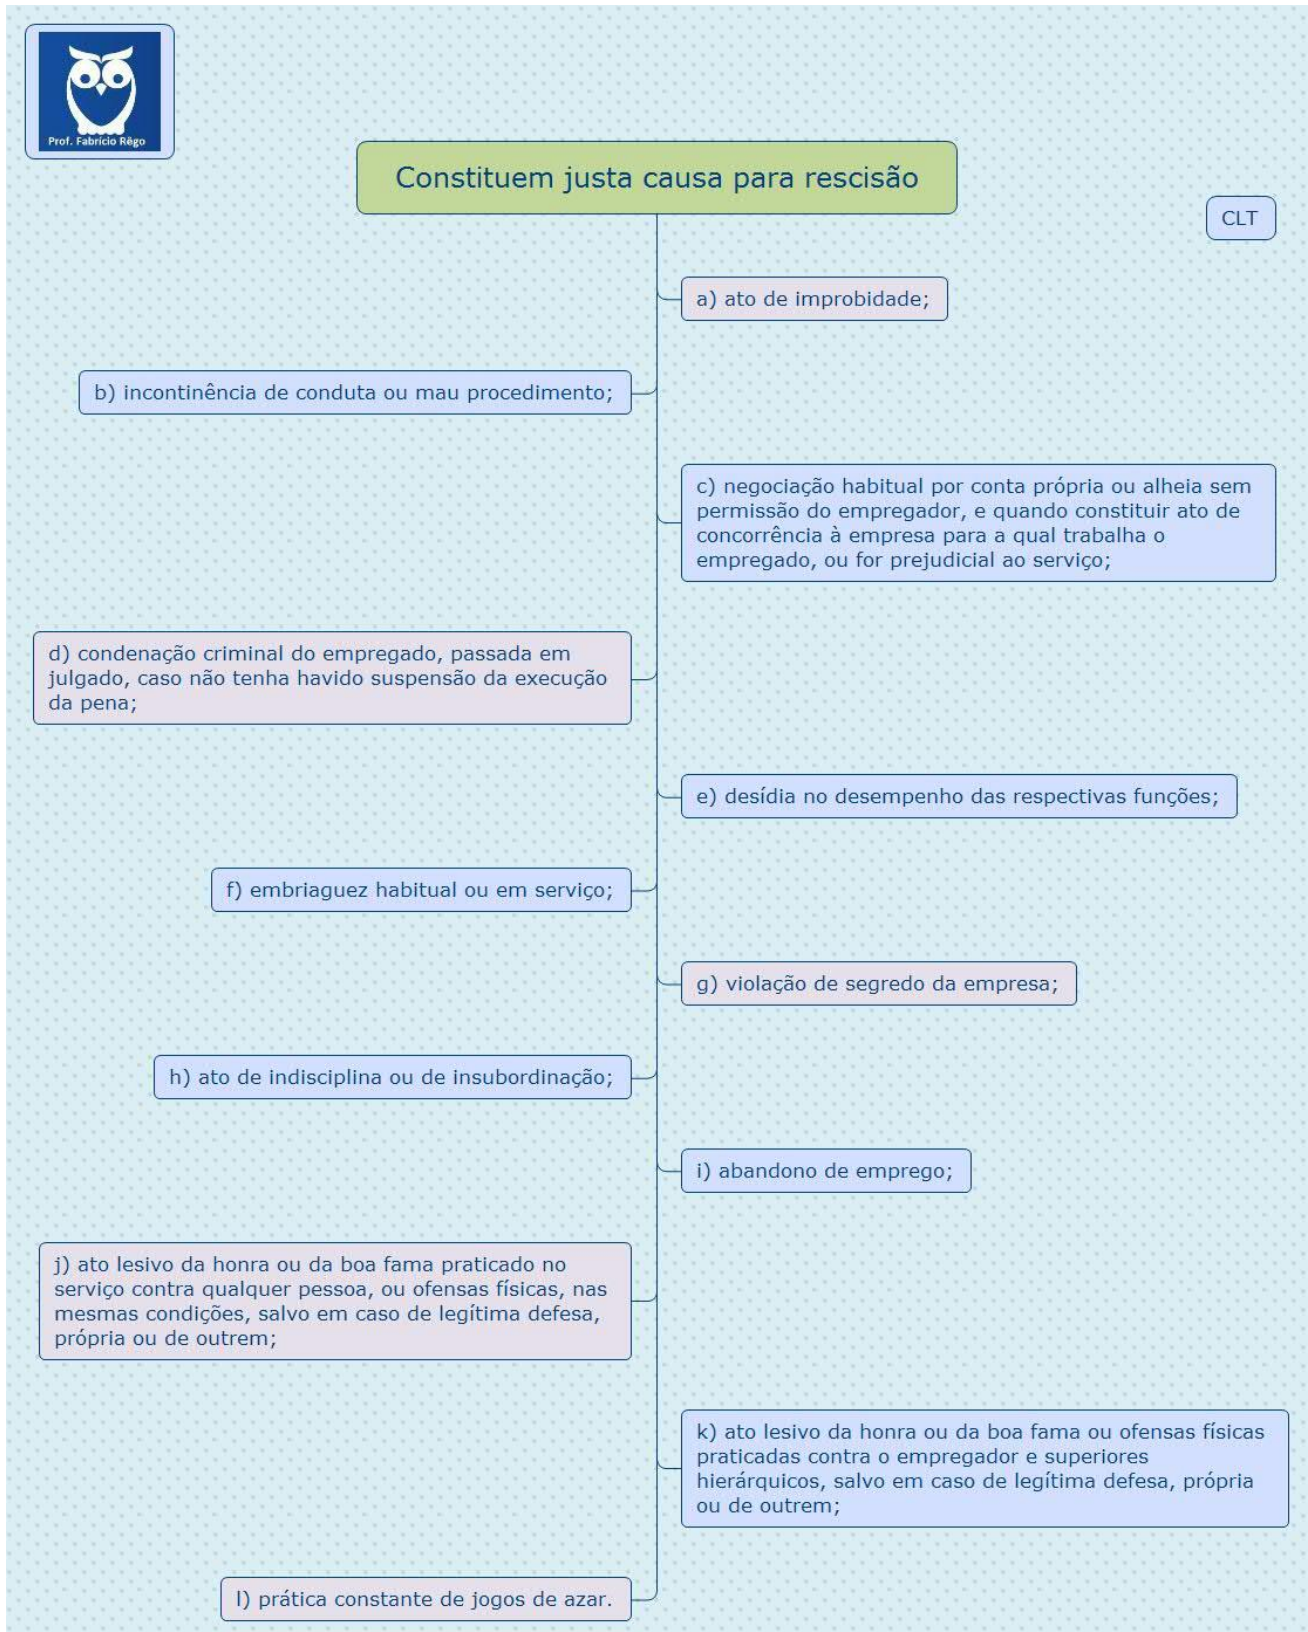 Prof. Fabrício Rêgo
Constituem justa causa para rescisão
CLT
a) ato de improbidade;
b) incontinência de conduta ou mau procedimento;
c) negociação habitual por conta própria ou alheia sem
permissão do empregador, e quando constituir ato de
concorrência à empresa para a qual trabalha o
empregado, ou for prejudicial ao serviço;
d) condenação criminal do empregado, passada em
julgado, caso não tenha havido suspensão da execução
da pena;
e) desídia no desempenho das respectivas funções;
f) embriaguez habitual ou em serviço;
g) violação de segredo da empresa;
h) ato de indisciplina ou de insubordinação;
i) abandono de emprego;
j) ato lesivo da honra ou da boa fama praticado no
serviço contra qualquer pessoa, ou ofensas físicas, nas
mesmas condições, salvo em caso de legítima defesa,
própria ou de outrem;
k) ato lesivo da honra ou da boa fama ou ofensas físicas
praticadas contra o empregador e superiores
hierárquicos, salvo em caso de legítima defesa, própria
ou de outrem;
l) prática constante de jogos de azar.